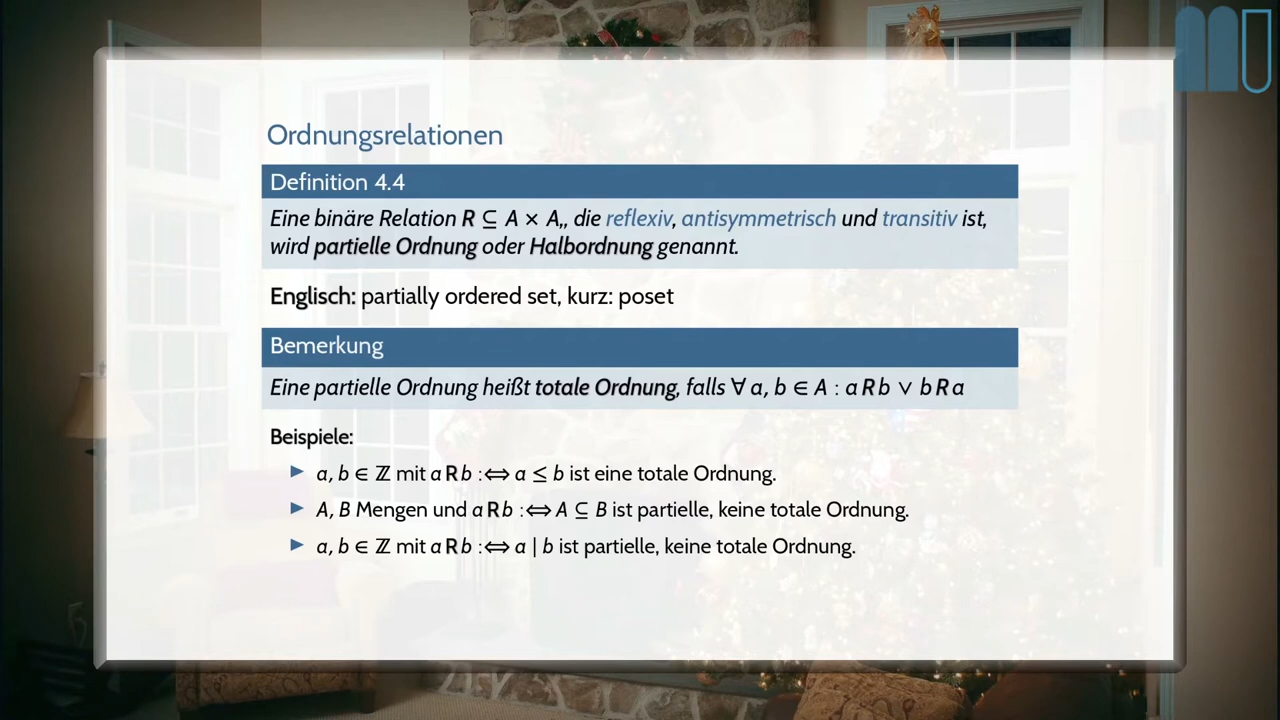 Ordnungsrelationen
Definition 4.4
Eine binäre Relation R ⊆ A × A,, die reflexiv, antisymmetrisch und transitiv ist,
wird partielle Ordnung oder Halbordnung genannt.
Englisch: partially ordered set, kurz: poset
Bemerkung
Eine partielle Ordnung heißt totale Ordnung, falls ∀ a, b ∈ A : a R b ∨ b R a
Beispiele:
▶ a, b ∈ ℤ mit a R b :⟺ a ≤ b ist eine totale Ordnung.
▶ A, B Mengen und a R b :⟺ A ⊆ B ist partielle, keine totale Ordnung.
▶ a, b ∈ ℤ mit a R b :⟺ a | b ist partielle, keine totale Ordnung.